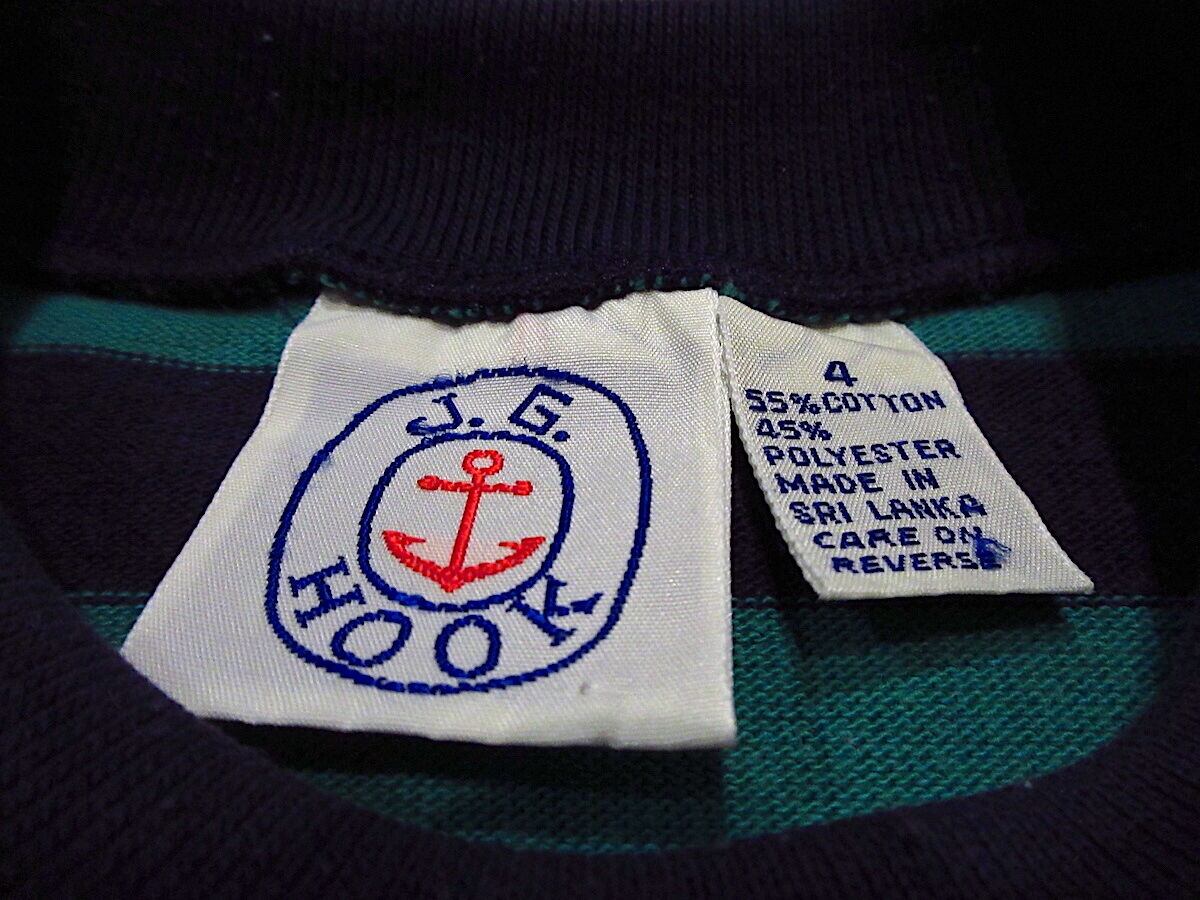 J. G.
HOOK
4
55% COTTON
45%
POLYESTER
MADE IN
SRI LANKA
CARE ON
REVERSE